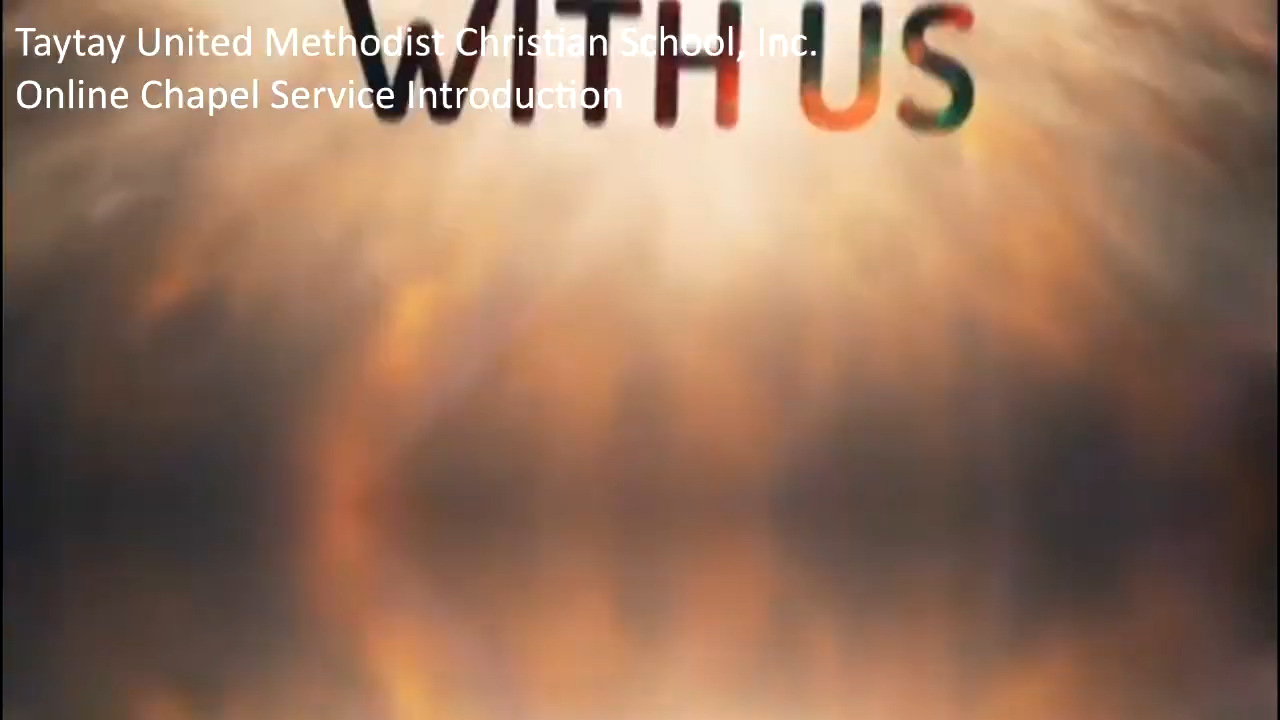 Taytay United Methodist Christian School, Inc.
Online Chapel Service Introduction
WITH US